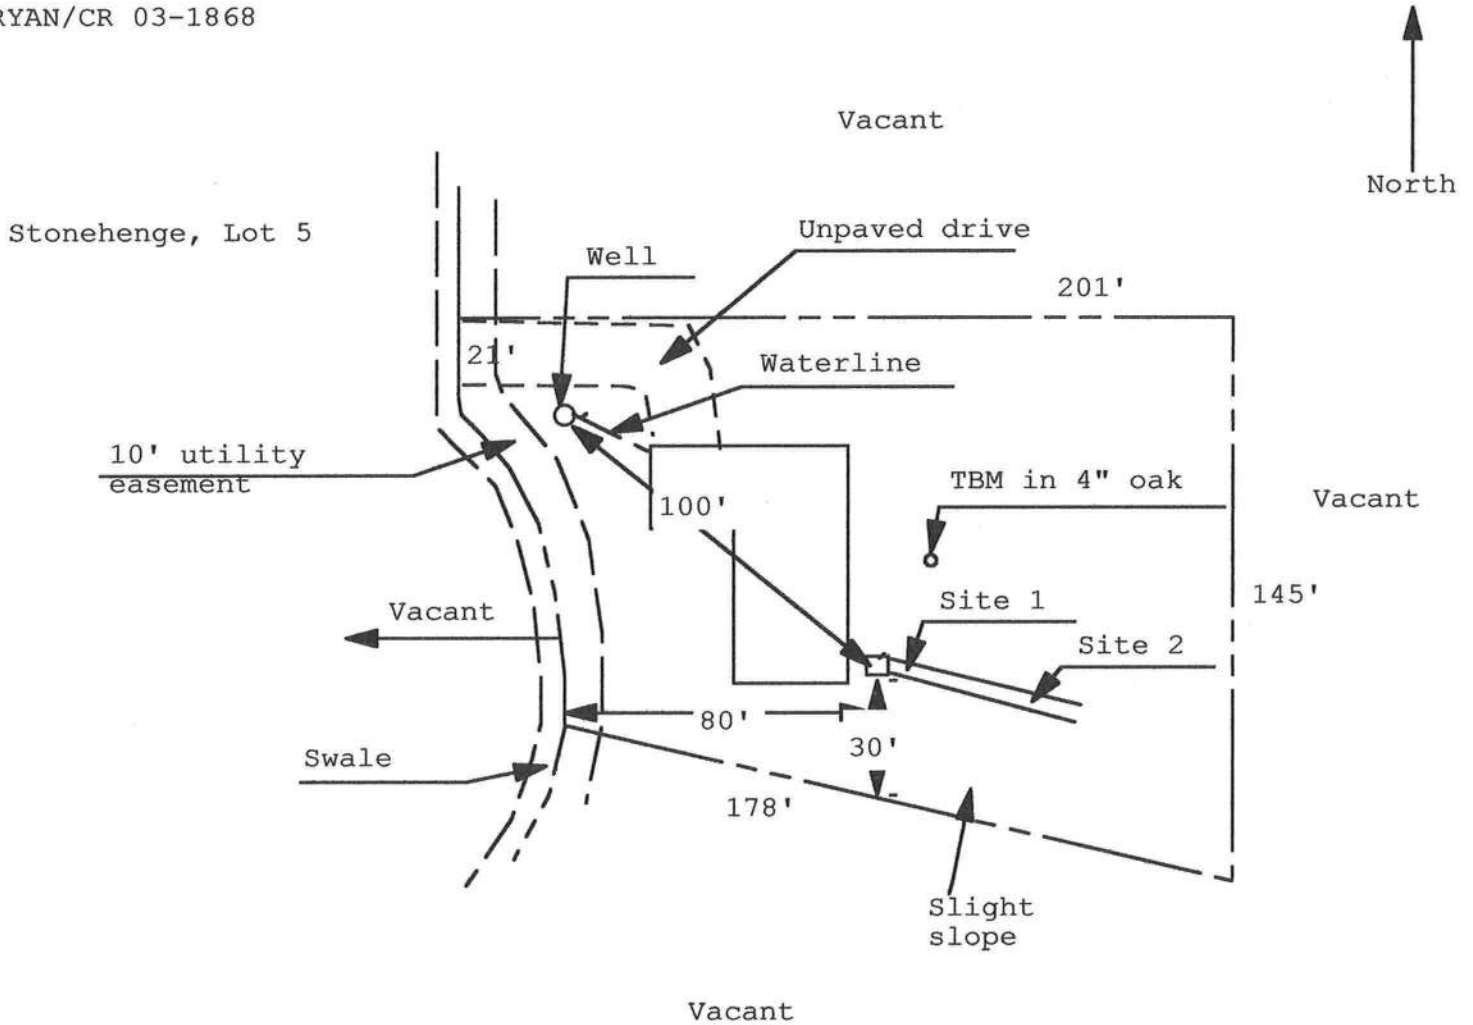 RYAN/CR 03-1868
Vacant
North
Stonehenge, Lot 5
Unpaved drive
Well
201'
21'
Waterline
10' utility
easement
TBM in 4" oak
Vacant
100'
145'
Site 1
Vacant
Site 2
80'
30'
Swale
178'
Slight
slope
Vacant